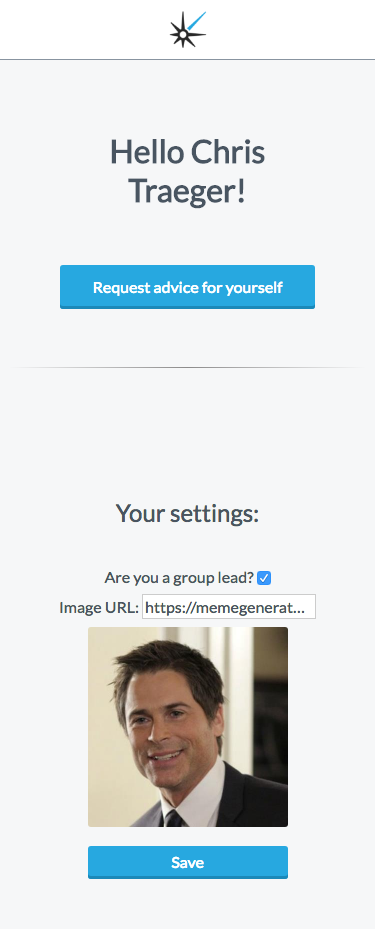 Hello Chris
Traeger!
Request advice for yourself
Your settings:
Are you a group lead?
Image URL: https://memegenerat...
Save